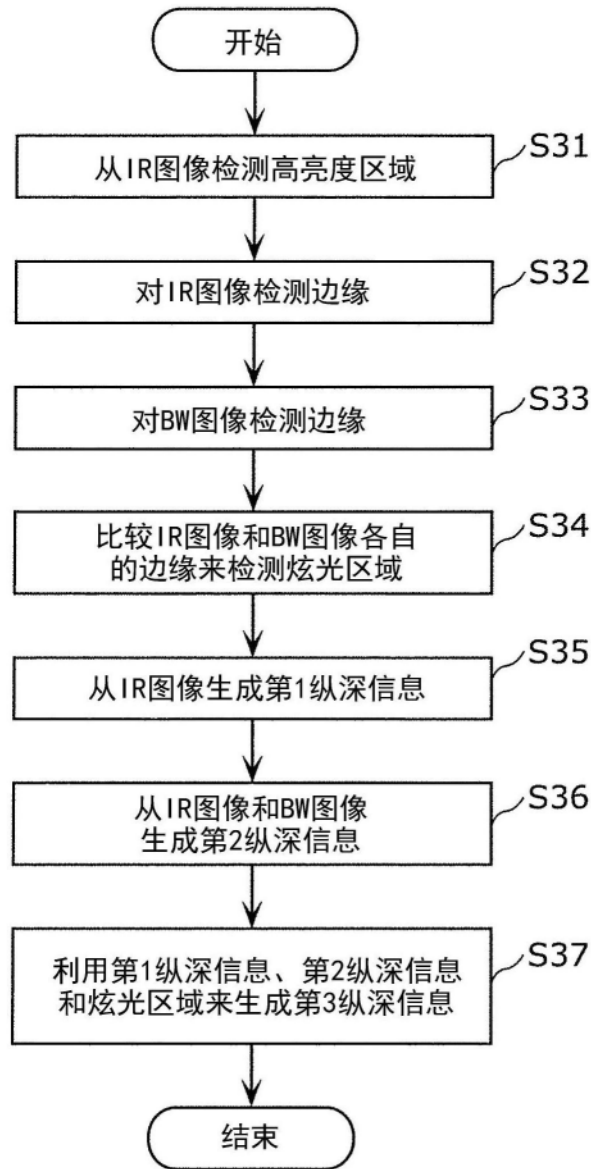 开始
S31
从IR图像检测高亮度区域
S32
对IR图像检测边缘
S33
对BW图像检测边缘
S34
比较IR图像和BW图像各自
的边缘来检测炫光区域
S35
从IR图像生成第1纵深信息
S36
从IR图像和BW图像
生成第2纵深信息
S37
利用第1纵深信息、第2纵深信息
和炫光区域来生成第3纵深信息
结束